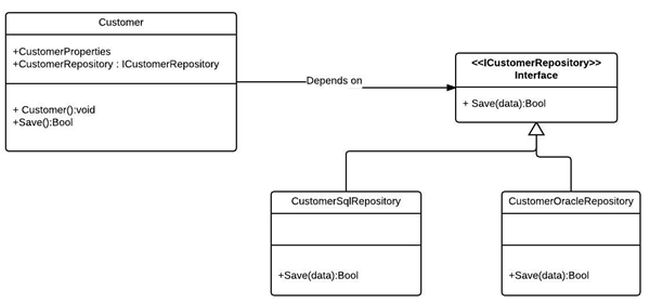 Customer
+CustomerProperties
+CustomerRepository : ICustomerRepository
+ Customer():void
+Save():Bool
Depends on
<<ICustomerRepository>>
Interface
+ Save(data):Bool
CustomerSqlRepository
+Save(data):Bool
CustomerOracleRepository
+Save(data):Bool